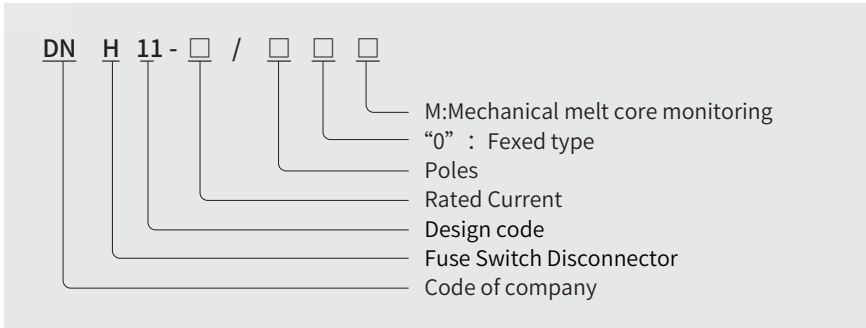 DN H 11 - □ / □ □ □
M:Mechanical melt core monitoring
“0” : Fexed type
Poles
Rated Current
Design code
Fuse Switch Disconnector
Code of company